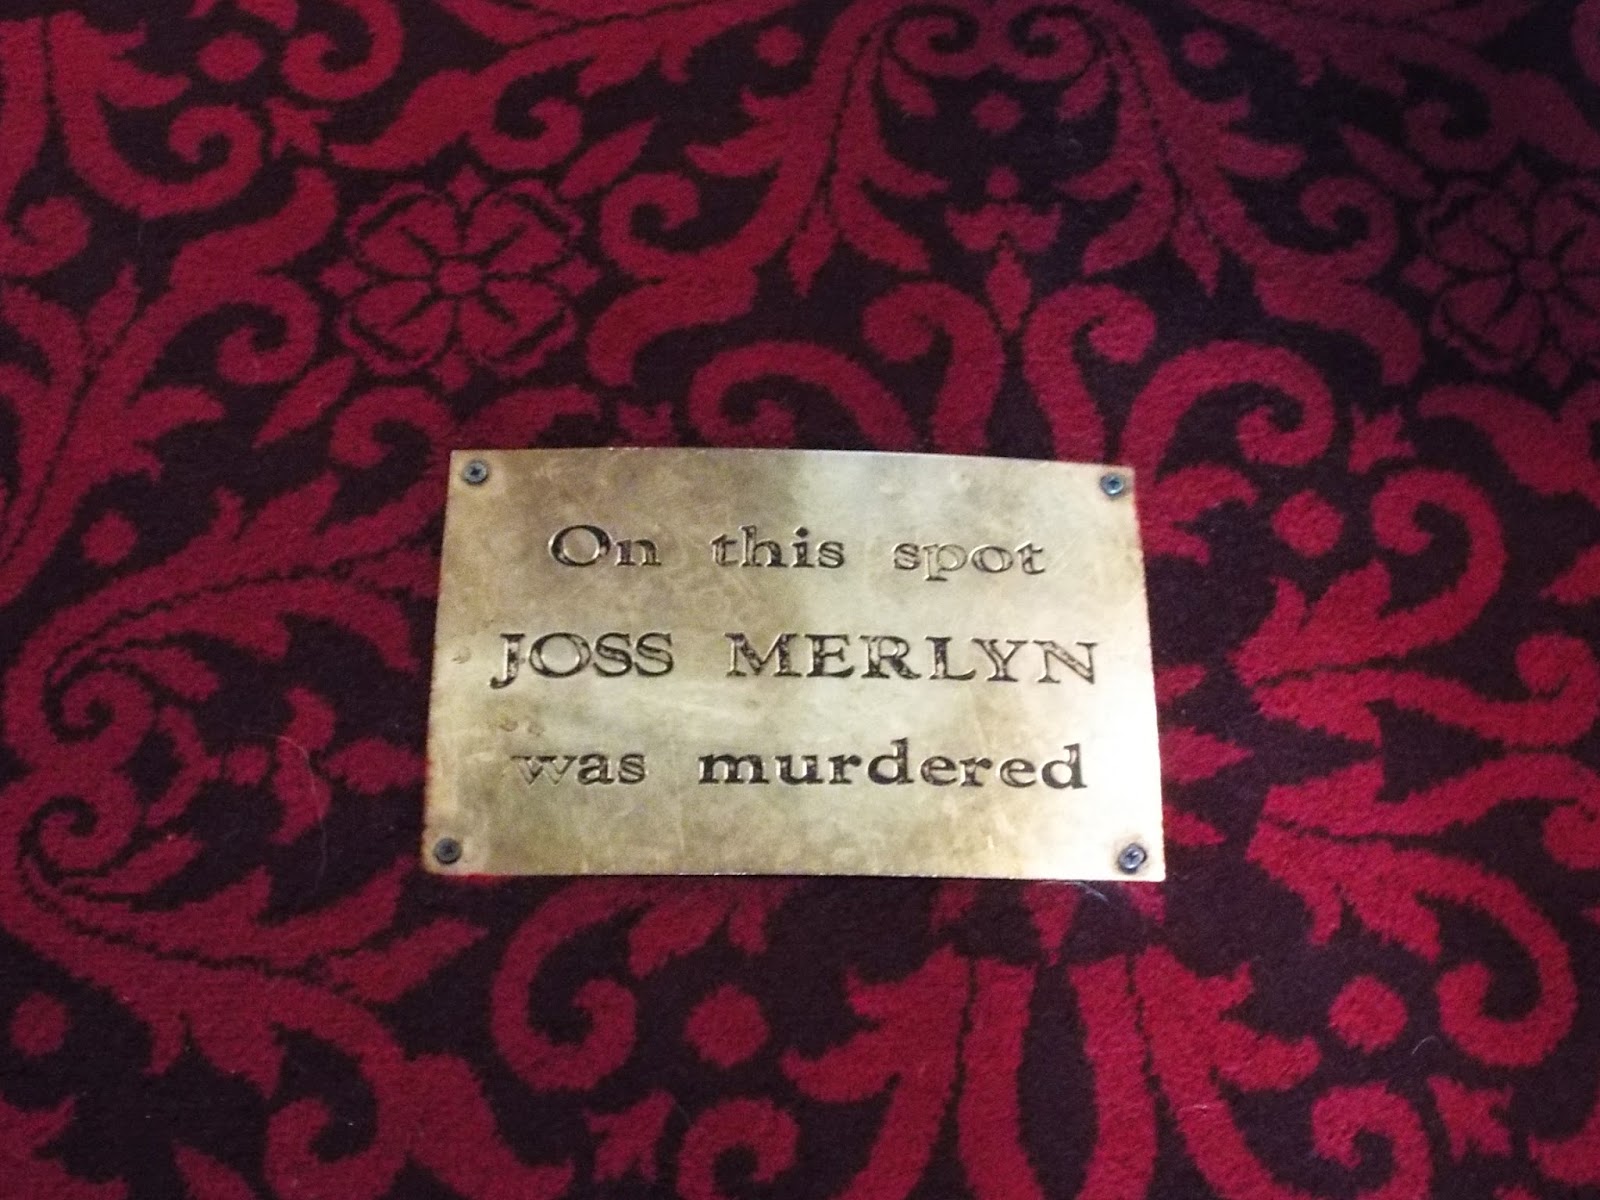 On this spot
JOSS MERLYN
was murdered